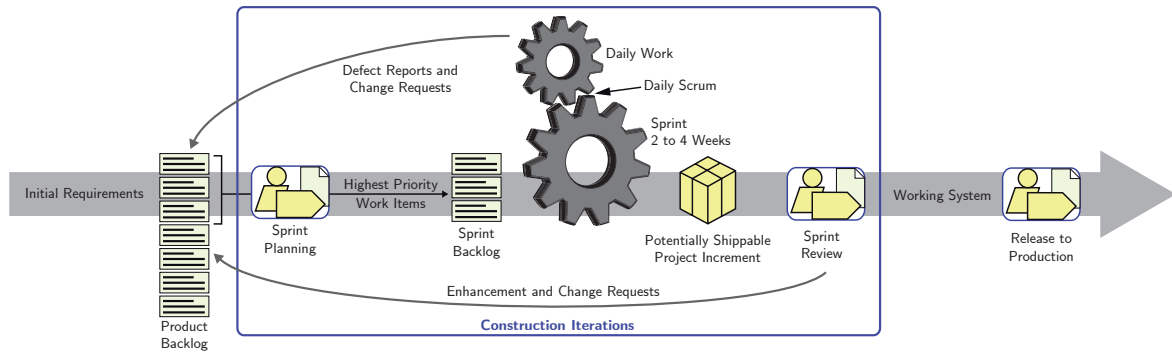 Daily Work
Defect Reports and
Change Requests
Daily Scrum
Sprint
2 to 4 Weeks
Initial Requirements
Highest Priority
Work Items
Working System
Sprint
Planning
Sprint
Backlog
Potentially Shippable
Project Increment
Sprint
Review
Release to
Production
Enhancement and Change Requests
Product
Backlog
Construction Iterations